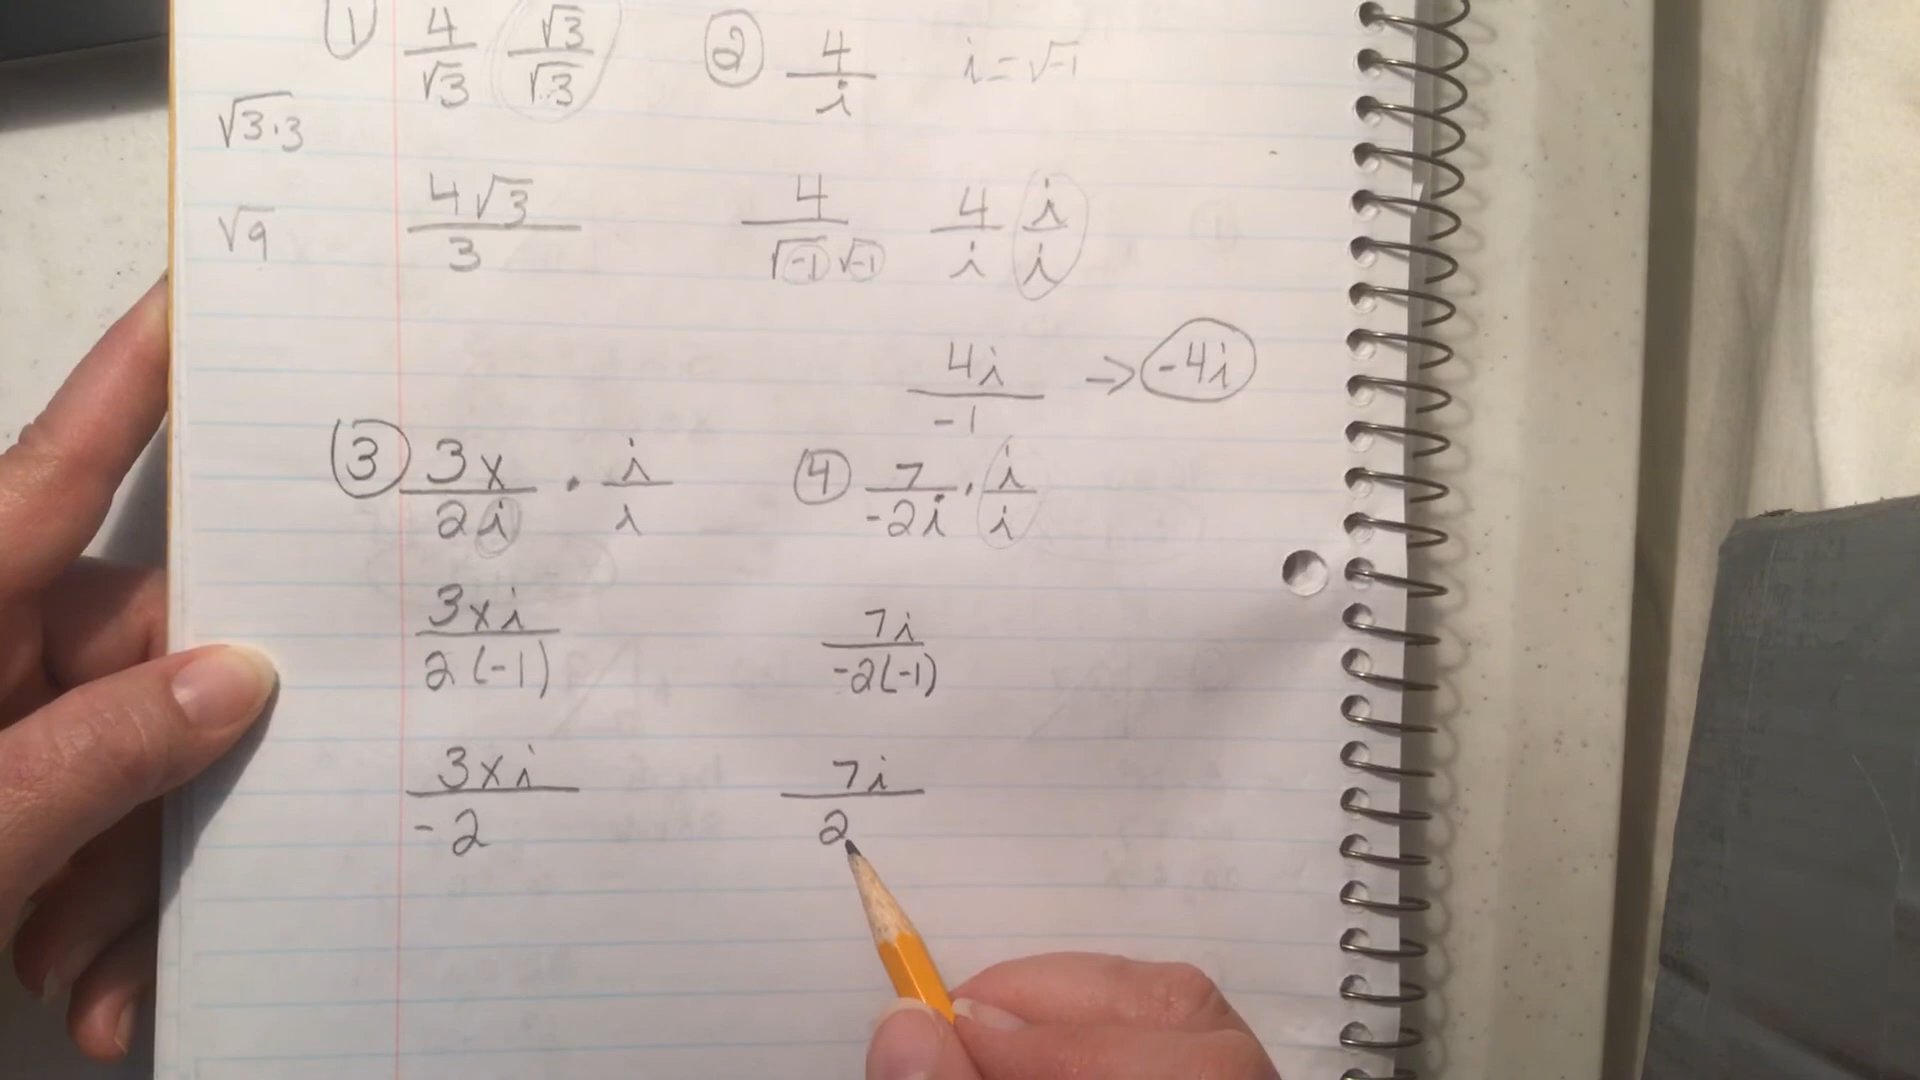 ① 4/√3 √3/√3
② 4/i i = √-1
√3·3
√9
4√3/3
4/√-1 √-1 4/i i/i
4i/-1 → -4i
③ 3x/2i · i/i
④ 7/-2i · i/i
3xi/2(-1)
7i/-2(-1)
3xi/-2
7i/2